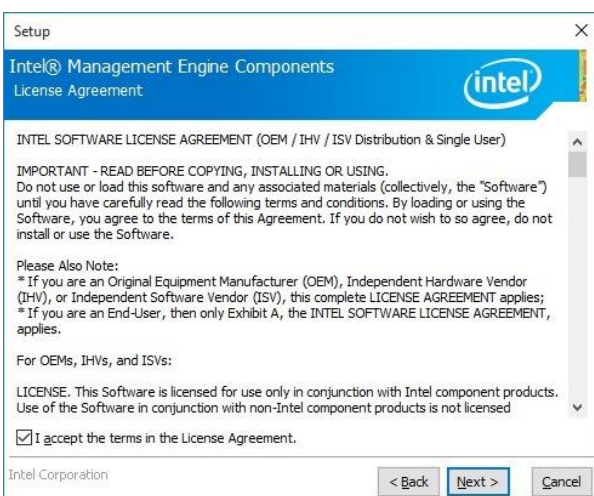 Setup
Intel® Management Engine Components
License Agreement
intel
INTEL SOFTWARE LICENSE AGREEMENT (OEM / IHV / ISV Distribution & Single User)
IMPORTANT - READ BEFORE COPYING, INSTALLING OR USING.
Do not use or load this software and any associated materials (collectively, the "Software")
until you have carefully read the following terms and conditions. By loading or using the
Software, you agree to the terms of this Agreement. If you do not wish to so agree, do not
install or use the Software.
Please Also Note:
* If you are an Original Equipment Manufacturer (OEM), Independent Hardware Vendor
(IHV), or Independent Software Vendor (ISV), this complete LICENSE AGREEMENT applies;
* If you are an End-User, then only Exhibit A, the INTEL SOFTWARE LICENSE AGREEMENT,
applies.
For OEMs, IHVs, and ISVs:
LICENSE. This Software is licensed for use only in conjunction with Intel component products.
Use of the Software in conjunction with non-Intel component products is not licensed
I accept the terms in the License Agreement.
Intel Corporation
< Back Next > Cancel